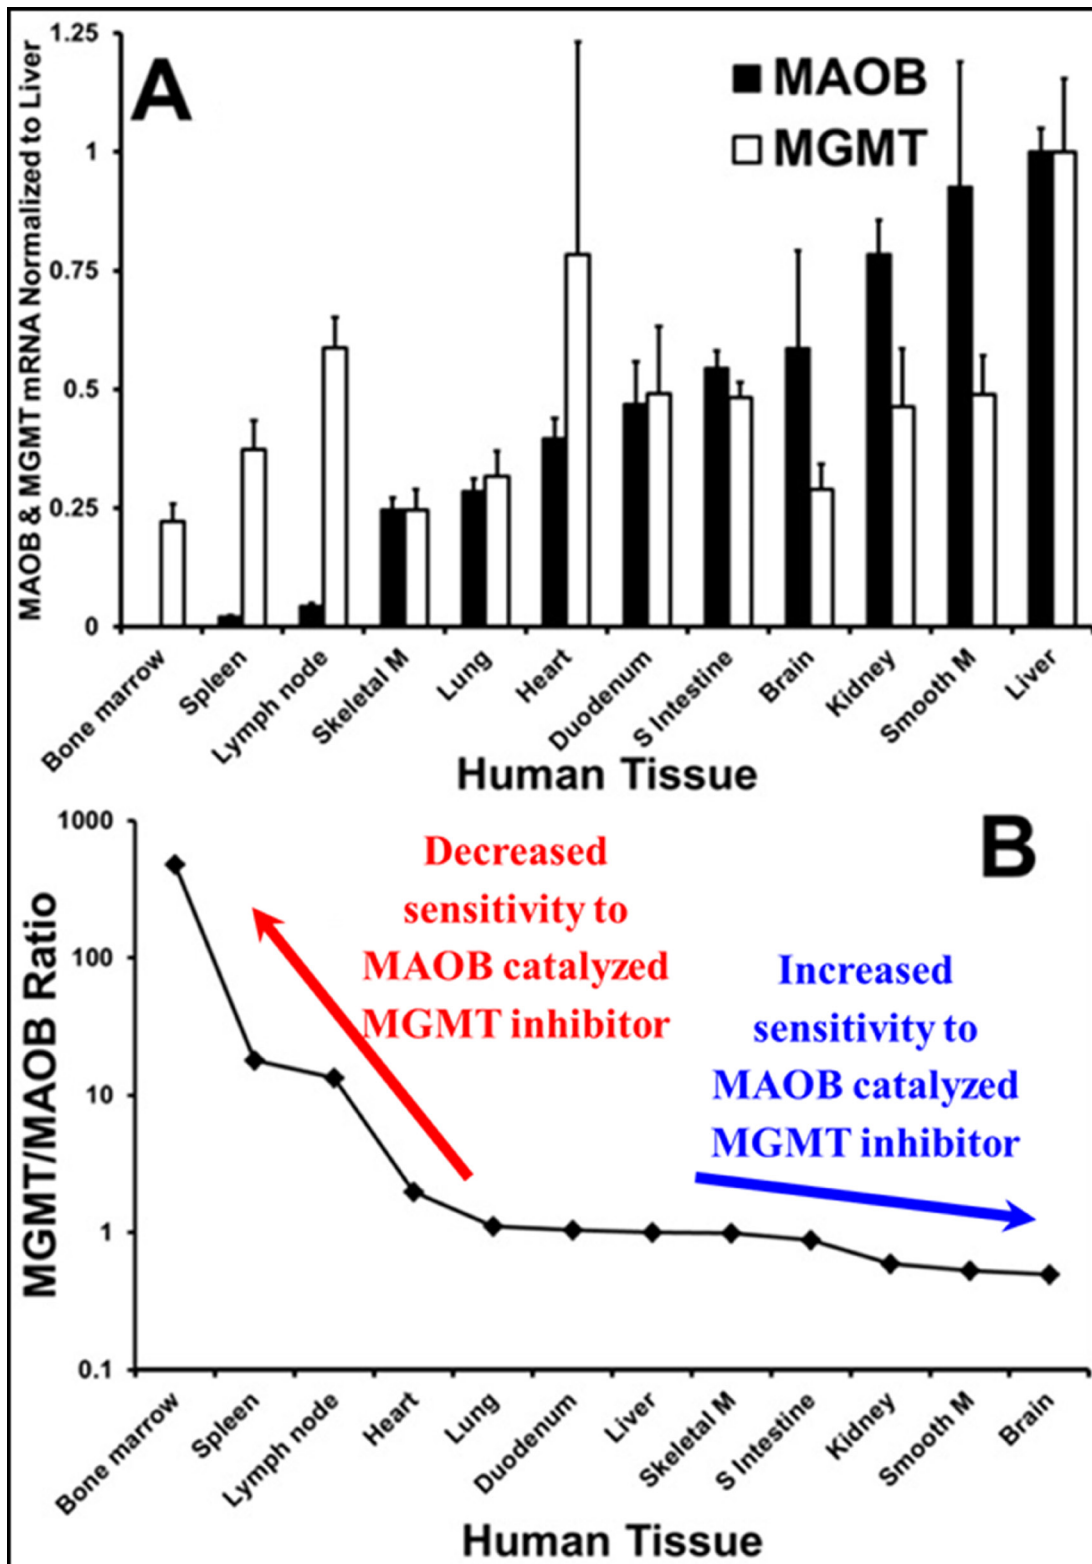 A
MAOB
MGMT
MAOB & MGMT mRNA Normalized to Liver
1.25
1
0.75
0.5
0.25
0
Bone marrow
Spleen
Lymph node
Skeletal M
Lung
Heart
Duodenum
S Intestine
Brain
Kidney
Smooth M
Liver
Human Tissue
B
MGMT/MAOB Ratio
1000
100
10
1
0.1
Decreased
sensitivity to
MAOB catalyzed
MGMT inhibitor
Increased
sensitivity to
MAOB catalyzed
MGMT inhibitor
Bone marrow
Spleen
Lymph node
Heart
Lung
Duodenum
Liver
Skeletal M
S Intestine
Kidney
Smooth M
Brain
Human Tissue